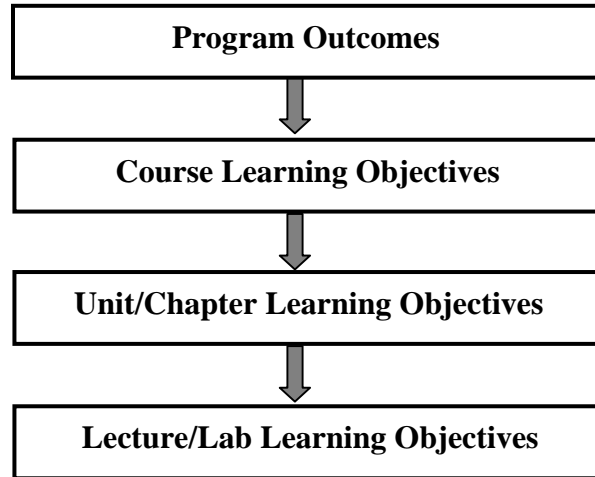 Program Outcomes
Course Learning Objectives
Unit/Chapter Learning Objectives
Lecture/Lab Learning Objectives